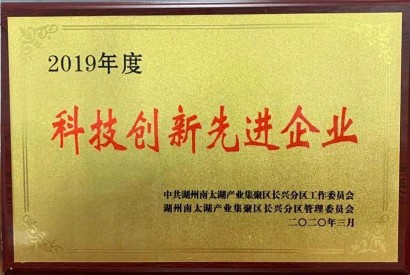 2019年度
科技创新先进企业
中共湖州南太湖产业集聚区长兴分区工作委员会
湖州南太湖产业集聚区长兴分区管理委员会
二〇二〇年三月